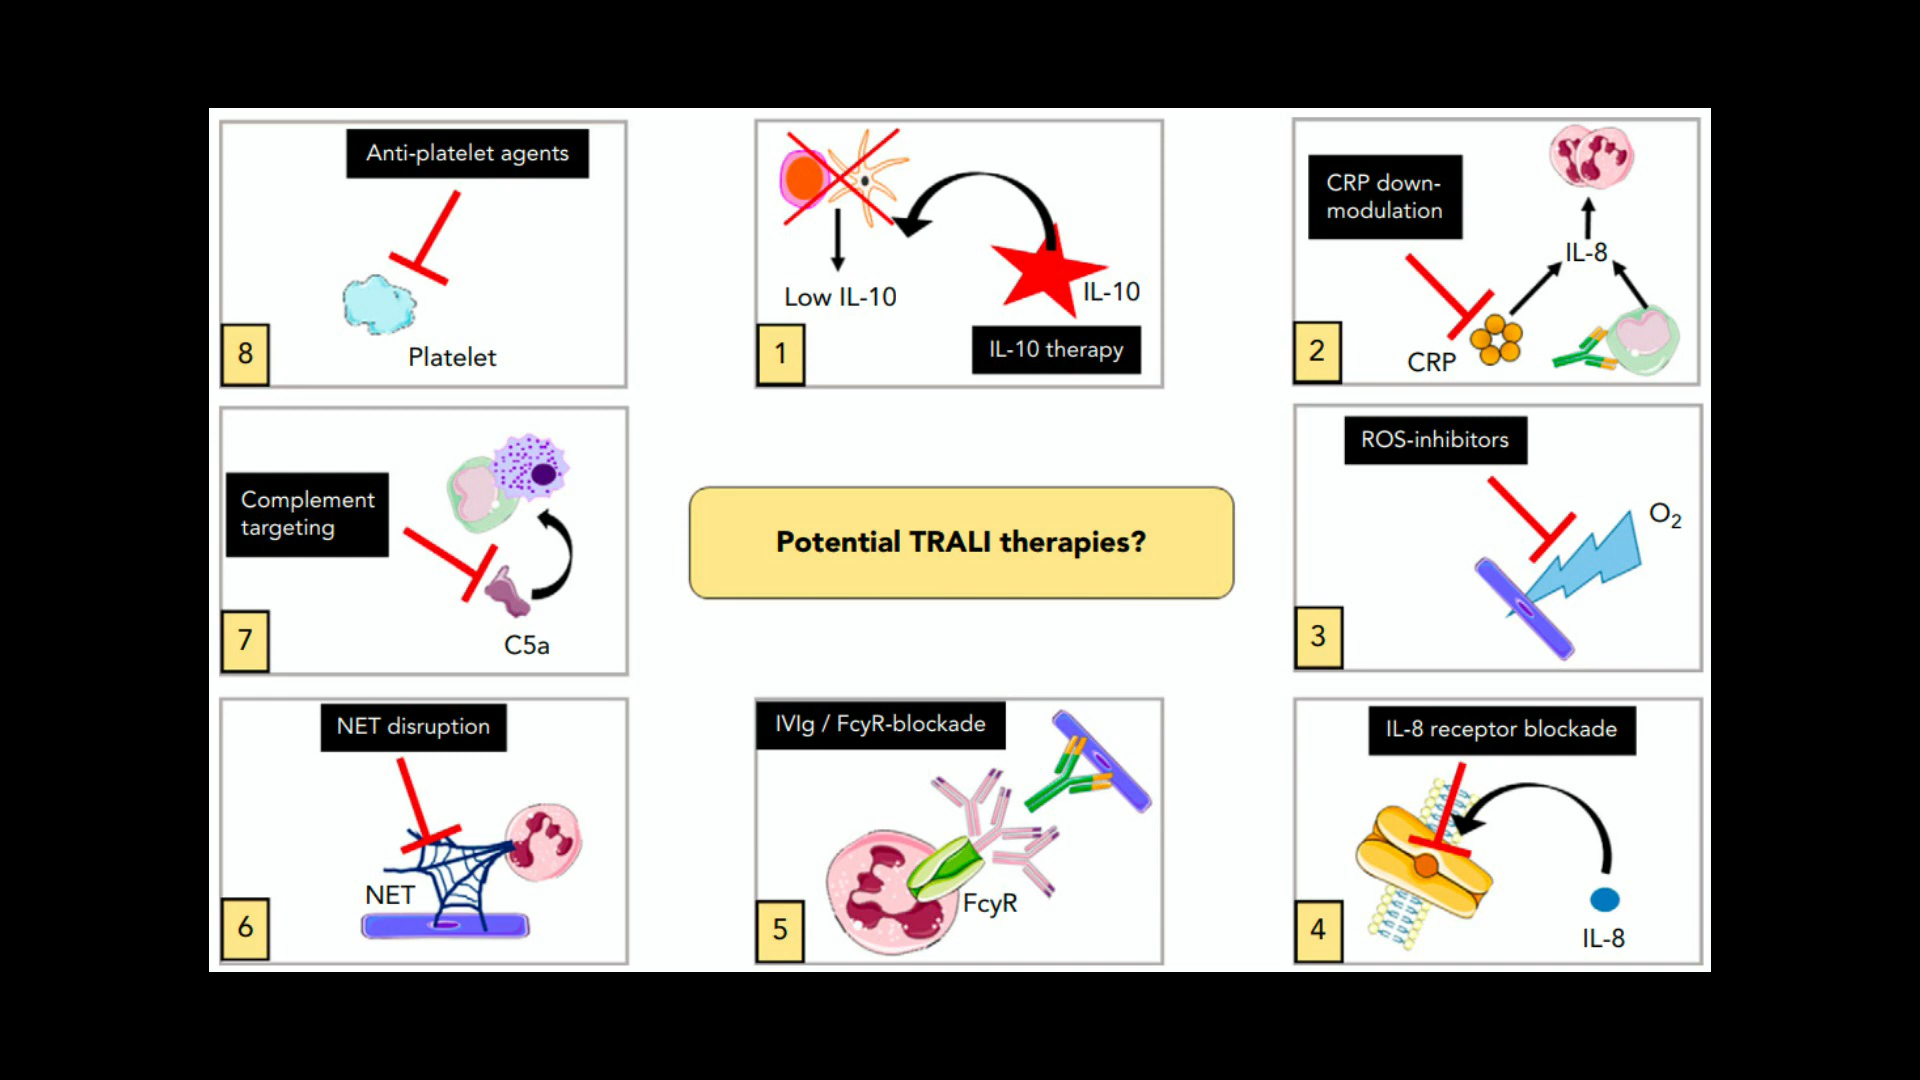 Anti-platelet agents
Platelet
8
Low IL-10
IL-10
IL-10 therapy
1
CRP down-
modulation
IL-8
CRP
2
Complement
targeting
C5a
7
Potential TRALI therapies?
ROS-inhibitors
O2
3
NET disruption
NET
6
IVIg / FcyR-blockade
FcyR
5
IL-8 receptor blockade
IL-8
4